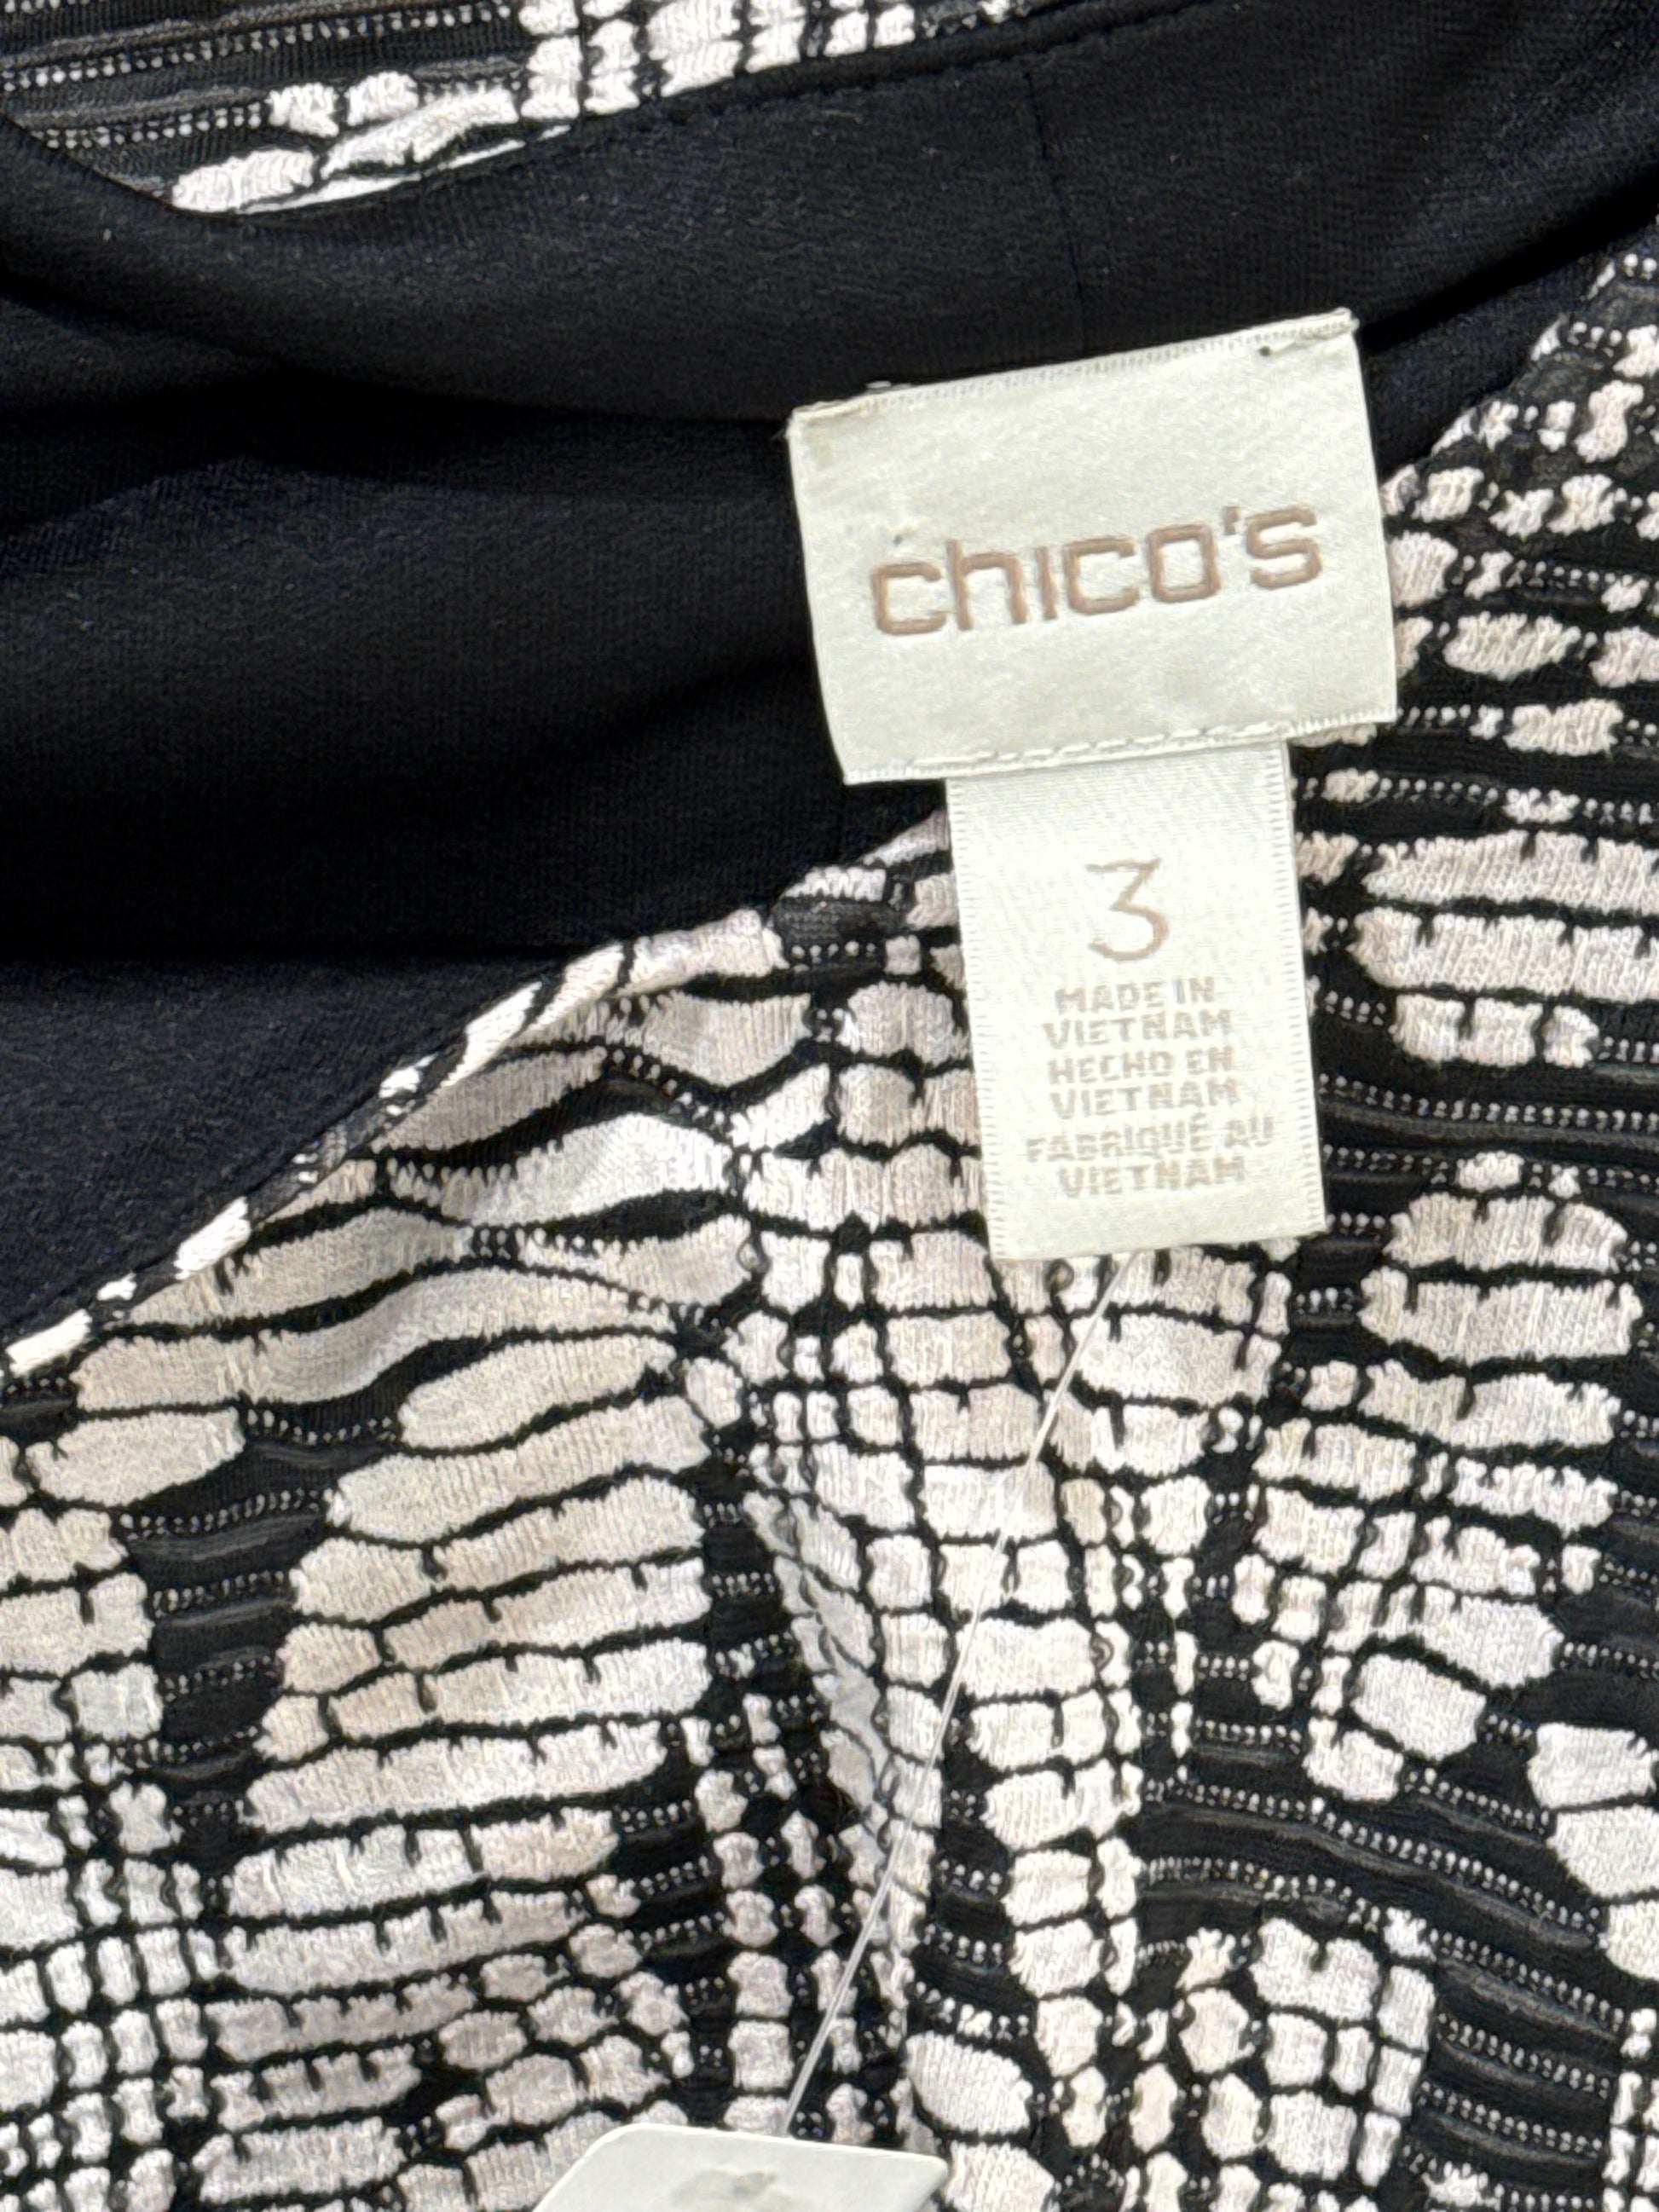 chico's
3
MADE IN
VIETNAM
HECHO EN
VIETNAM
FABRIQUÉ AU
VIETNAM